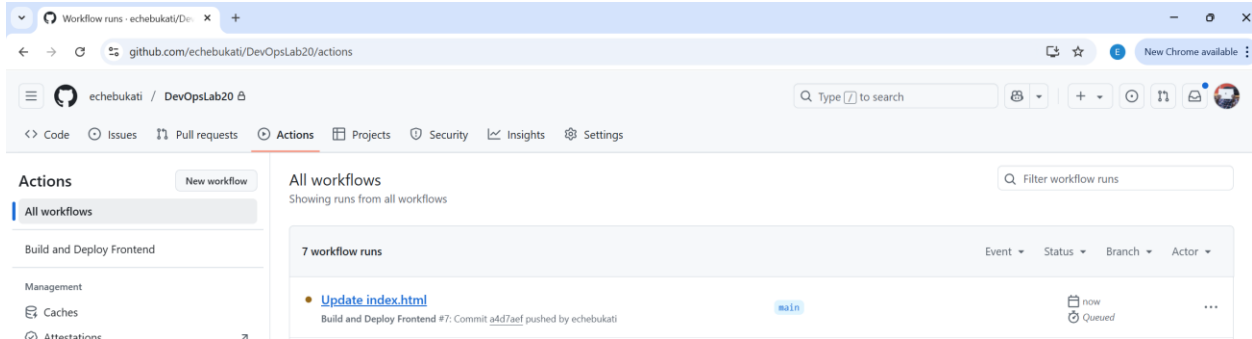 Workflow runs · echebukati/Dev
github.com/echebukati/DevOpsLab20/actions
E
New Chrome available
echebukati / DevOpsLab20
Type / to search
Code Issues Pull requests Actions Projects Security Insights Settings
Actions
New workflow
All workflows
Build and Deploy Frontend
Management
Caches
Attestations
All workflows
Showing runs from all workflows
Filter workflow runs
7 workflow runs
Event Status Branch Actor
Update index.html
Build and Deploy Frontend #7: Commit a4d7aef pushed by echebukati
main
now
Queued